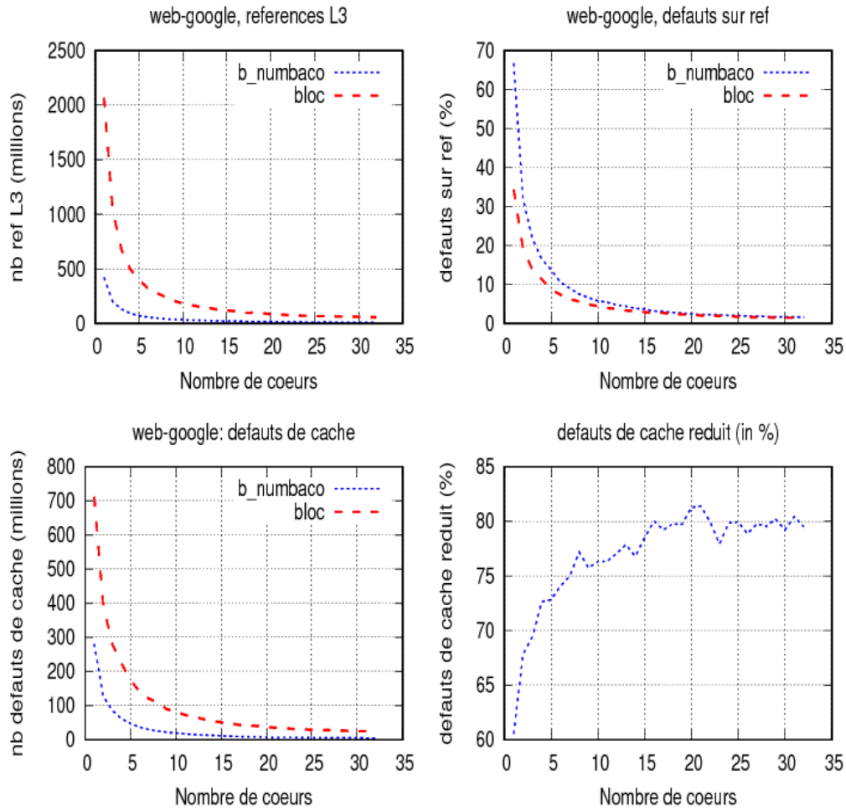 web-google, references L3
nb ref L3 (millions)
2500
2000
1500
1000
500
0
b_numbaco
bloc
0 5 10 15 20 25 30 35
Nombre de coeurs
web-google, defauts sur ref
defauts sur ref (%)
70
60
50
40
30
20
10
0
b_numbaco
bloc
0 5 10 15 20 25 30 35
Nombre de coeurs
web-google: defauts de cache
nb defauts de cache (millions)
800
700
600
500
400
300
200
100
0
b_numbaco
bloc
0 5 10 15 20 25 30 35
Nombre de coeurs
defauts de cache reduit (in %)
defauts de cache reduit (%)
85
80
75
70
65
60
0 5 10 15 20 25 30 35
Nombre de coeurs